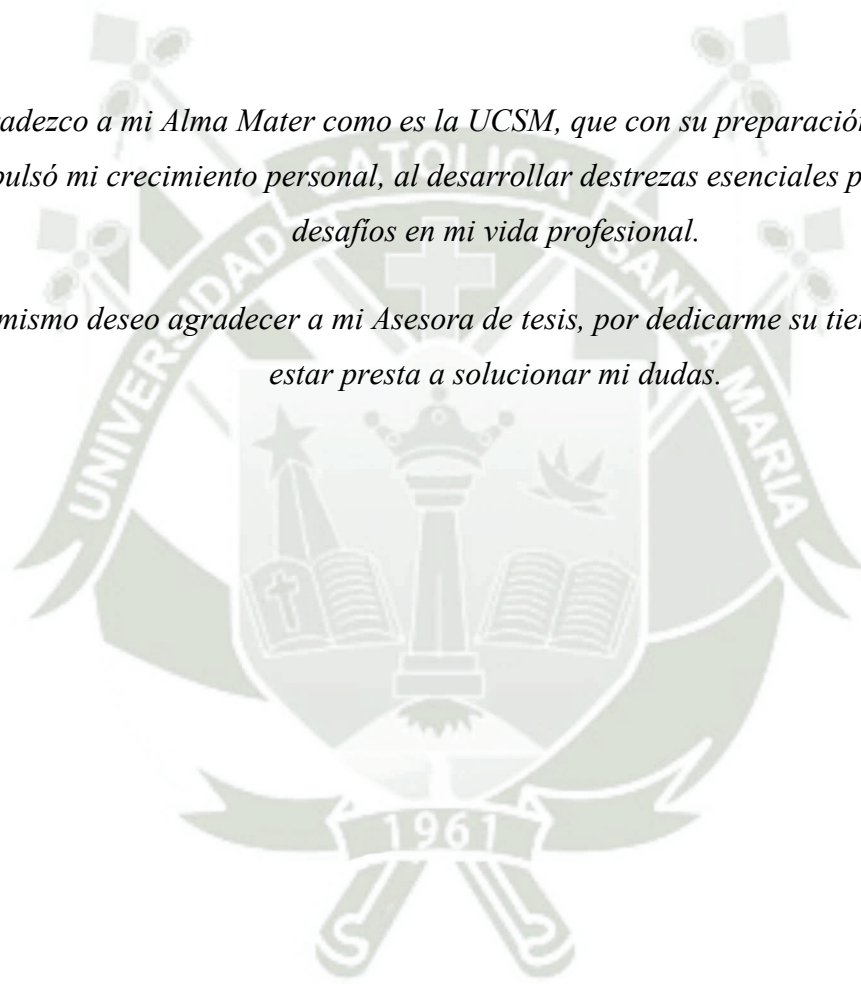 radezco a mi Alma Mater como es la UCSM, que con su preparación
pulsó mi crecimiento personal, al desarrollar destrezas esenciales p
desafíos en mi vida profesional.
mismo deseo agradecer a mi Asesora de tesis, por dedicarme su tie
estar presta a solucionar mi dudas.
UNIVERSIDAD CATOLICA SANTA MARIA
1961